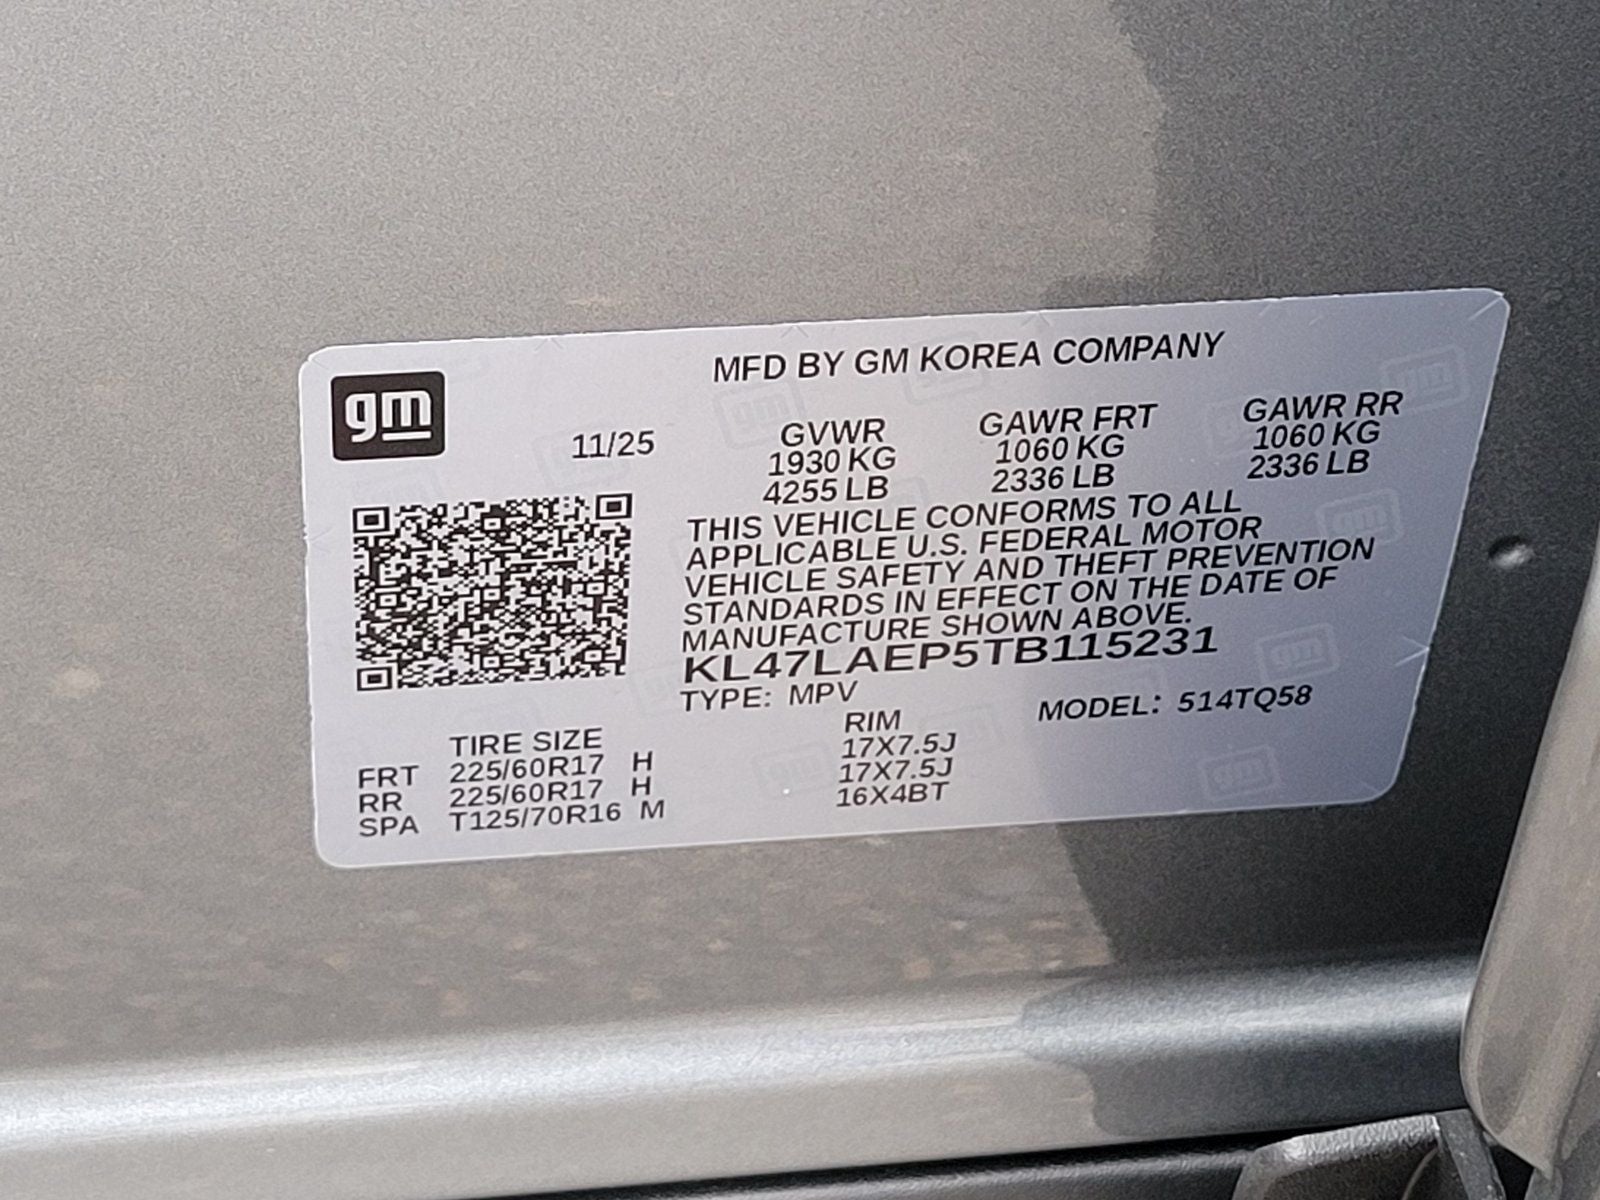 MFD BY GM KOREA COMPANY
gm
11/25
GVWR GAWR FRT GAWR RR
1930 KG 1060 KG 1060 KG
4255 LB 2336 LB 2336 LB
THIS VEHICLE CONFORMS TO ALL
APPLICABLE U.S. FEDERAL MOTOR
VEHICLE SAFETY AND THEFT PREVENTION
STANDARDS IN EFFECT ON THE DATE OF
MANUFACTURE SHOWN ABOVE.
KL47LAEP5TB115231
TYPE: MPV MODEL: 514TQ58
TIRE SIZE RIM
FRT 225/60R17 H 17X7.5J
RR 225/60R17 H 17X7.5J
SPA T125/70R16 M 16X4BT